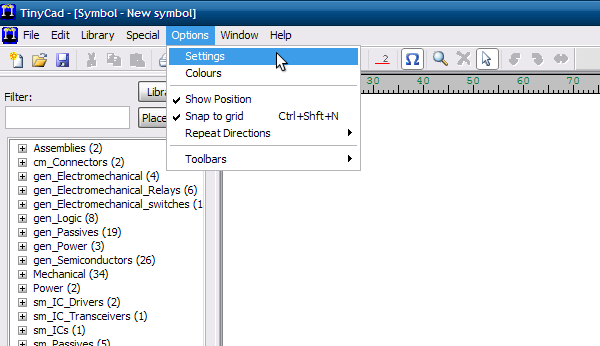 TinyCad - [Symbol - New symbol]
File Edit Library Special Options Window Help
Settings
Colours
Show Position
Snap to grid Ctrl+Shft+N
Repeat Directions
Toolbars
...2
30 40 50 60 70
Filter:
Libra
Place
Assemblies (2)
cm_Connectors (2)
gen_Electromechanical (4)
gen_Electromechanical_Relays (6)
gen_Electromechanical_switches (1
gen_Logic (8)
gen_Passives (19)
gen_Power (3)
gen_Semiconductors (26)
Mechanical (34)
Power (2)
sm_IC_Drivers (2)
sm_IC_Transceivers (1)
sm_ICs (1)
sm_Passives (5)